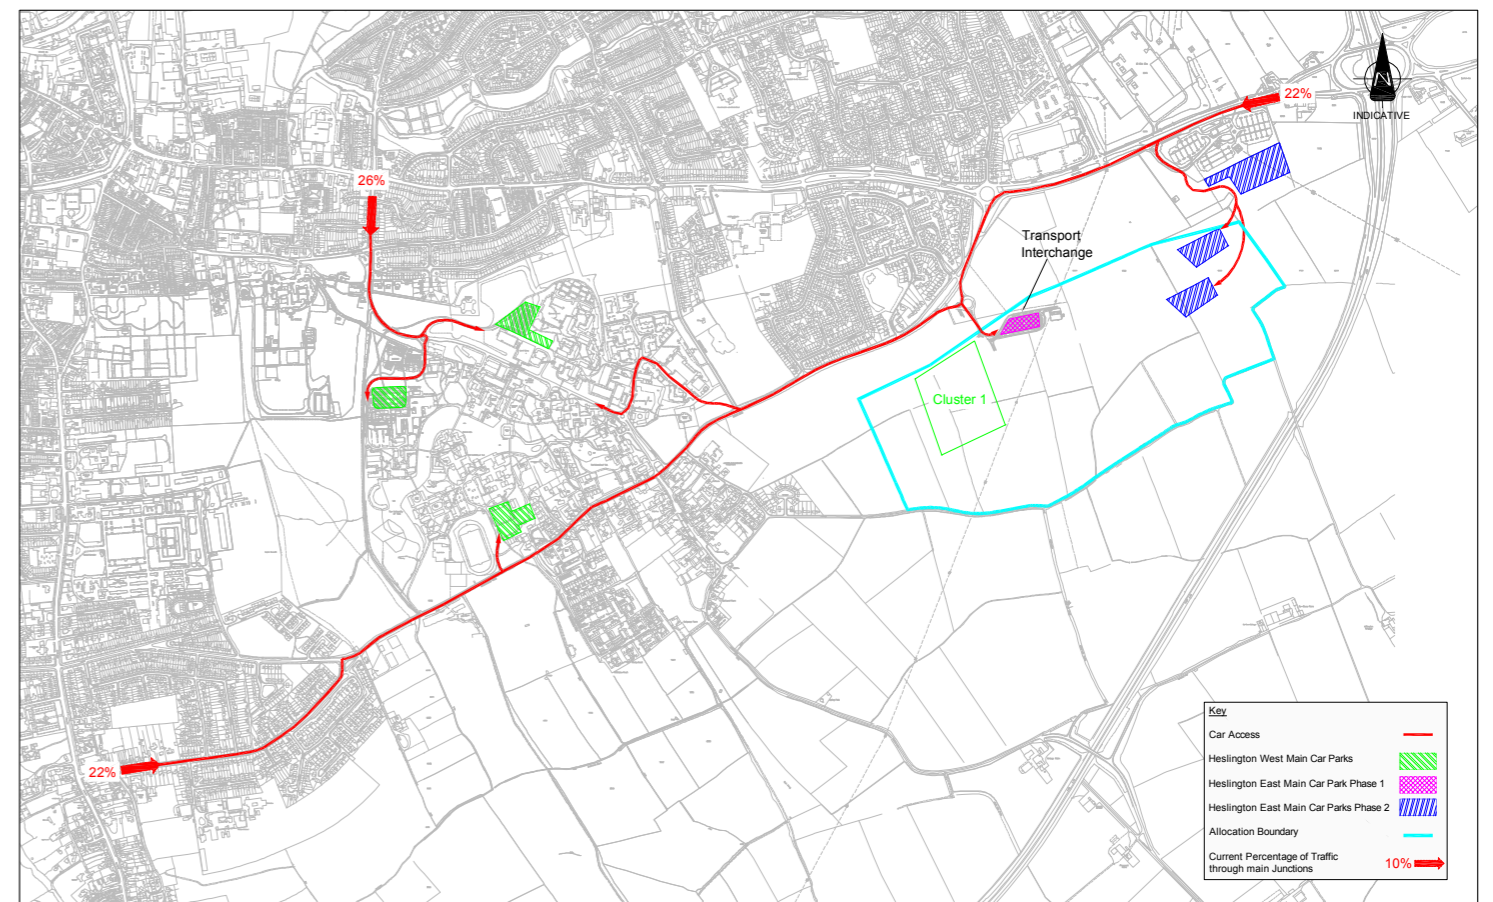 22%
N
INDICATIVE
26%
Transport
Interchange
Cluster 1
22%
Key
Car Access
Heslington West Main Car Parks
Heslington East Main Car Park Phase 1
Heslington East Main Car Parks Phase 2
Allocation Boundary
Current Percentage of Traffic
through main Junctions
10%